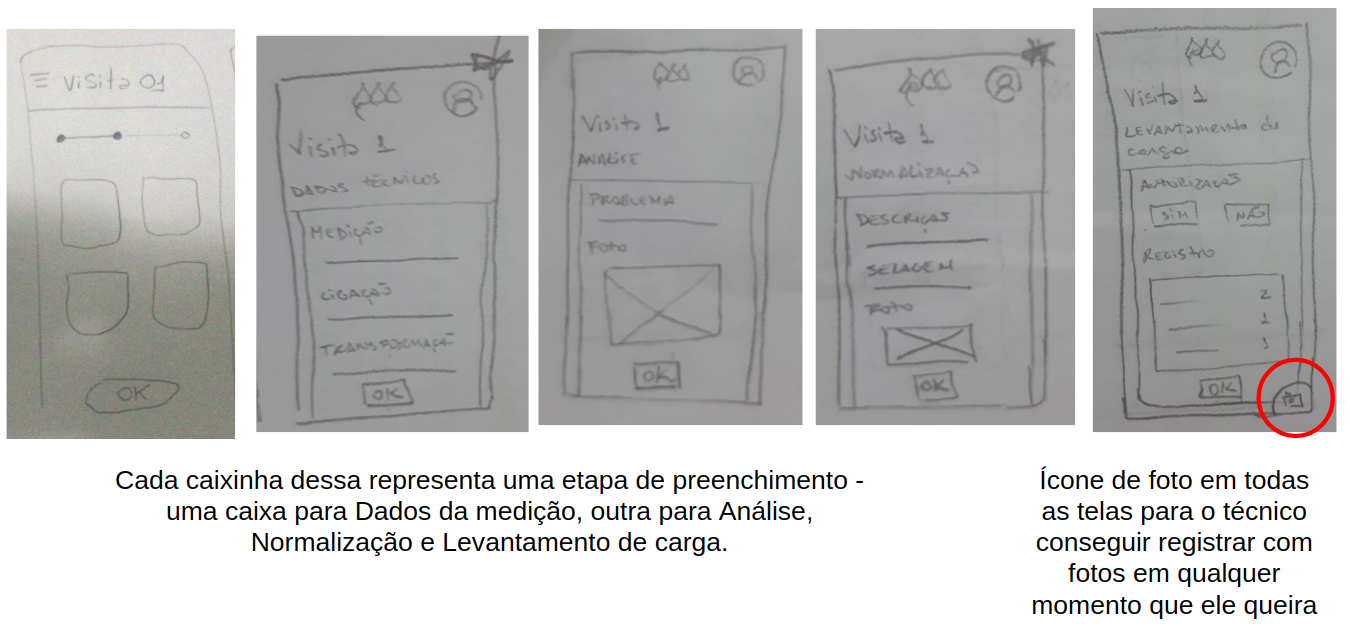 Visita 01
OK
Visita 1
DADOS TÉCNICOS
MEDIÇÃO
LIGAÇÃO
TRANSFORMAÇÃ
OK
Visita 1
ANÁLISE
PROBLEMA
FOTO
OK
Visita 1
NORMALIZAÇÃO
DESCRIÇÃO
SELAGEM
FOTO
OK
Visita 1
LEVANTAMENTO de
carga
AUTORIZAÇÃO
SIM NÃO
REGISTRO
2
1
1
OK
Cada caixinha dessa representa uma etapa de preenchimento -
uma caixa para Dados da medição, outra para Análise,
Normalização e Levantamento de carga.
Ícone de foto em todas
as telas para o técnico
conseguir registrar com
fotos em qualquer
momento que ele queira